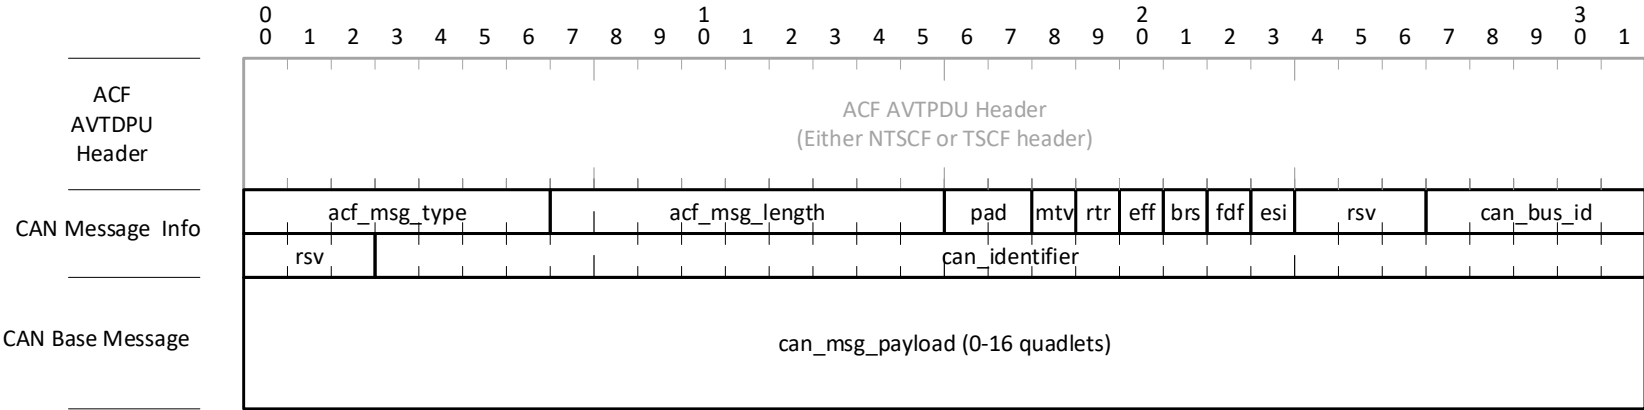 0 1 2 3
0 1 2 3 4 5 6 7 8 9 0 1 2 3 4 5 6 7 8 9 0 1 2 3 4 5 6 7 8 9 0 1
ACF
AVTDPU
Header
ACF AVTPDU Header
(Either NTSCF or TSCF header)
CAN Message Info
acf_msg_type acf_msg_length pad mtv rtr eff brs fdf esi rsv can_bus_id
rsv can_identifier
CAN Base Message
can_msg_payload (0-16 quadlets)